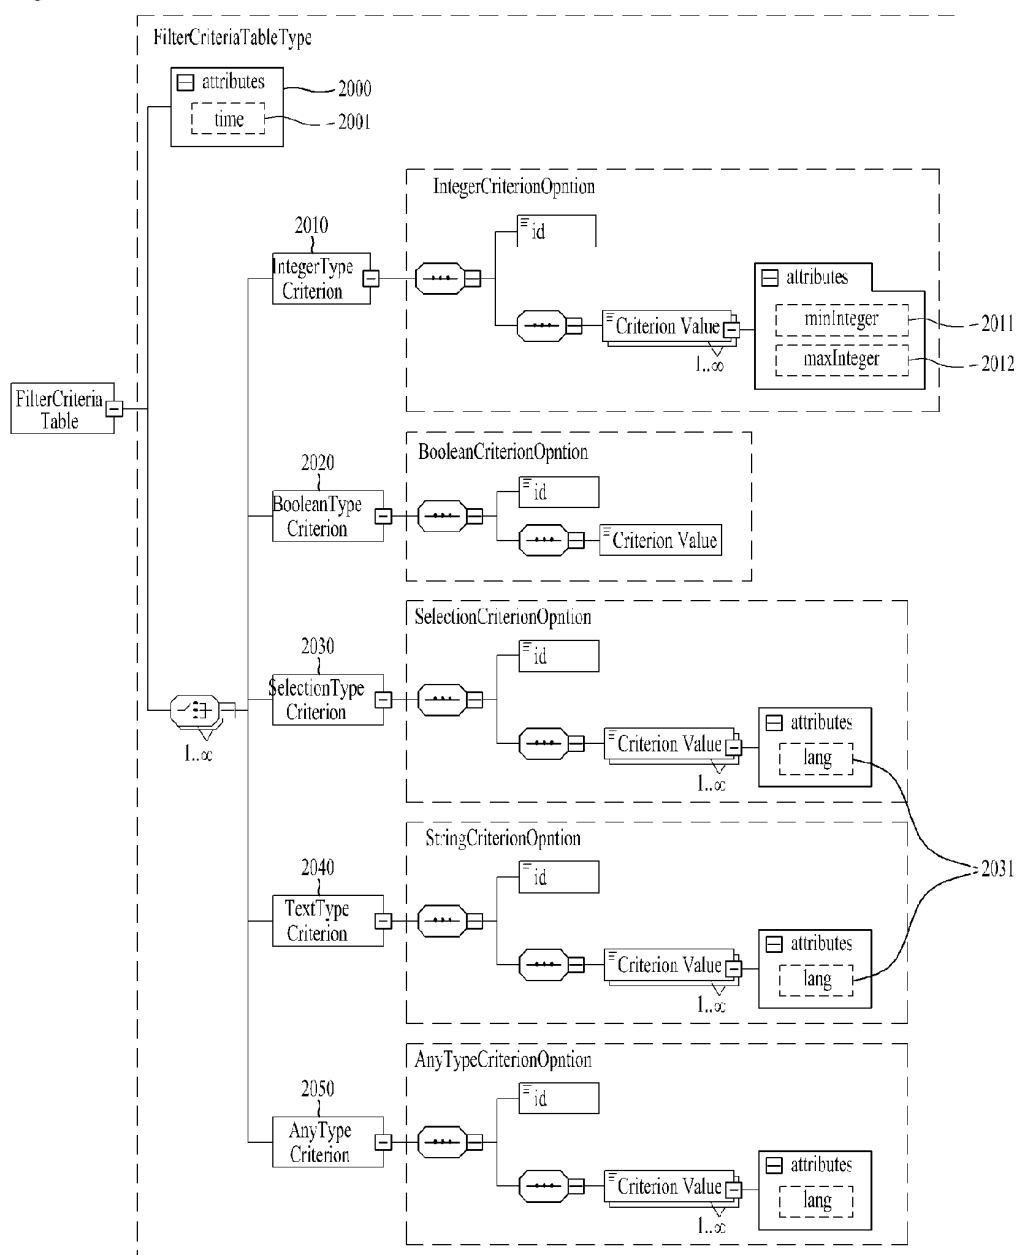 FilterCriteriaTableType
attributes
2000
time
2001
IntegerCriterionOpntion
id
2010
IntegerType
Criterion
attributes
minInteger
2011
Criterion Value
1..∞
maxInteger
2012
FilterCriteria
Table
BooleanCriterionOpntion
2020
id
BooleanType
Criterion
Criterion Value
SelectionCriterionOpntion
2030
id
SelectionType
Criterion
1..∞
attributes
Criterion Value
lang
1..∞
StringCriterionOpntion
2031
2040
id
TextType
Criterion
attributes
Criterion Value
lang
1..∞
AnyTypeCriterionOpntion
2050
id
AnyType
Criterion
attributes
Criterion Value
lang
1..∞